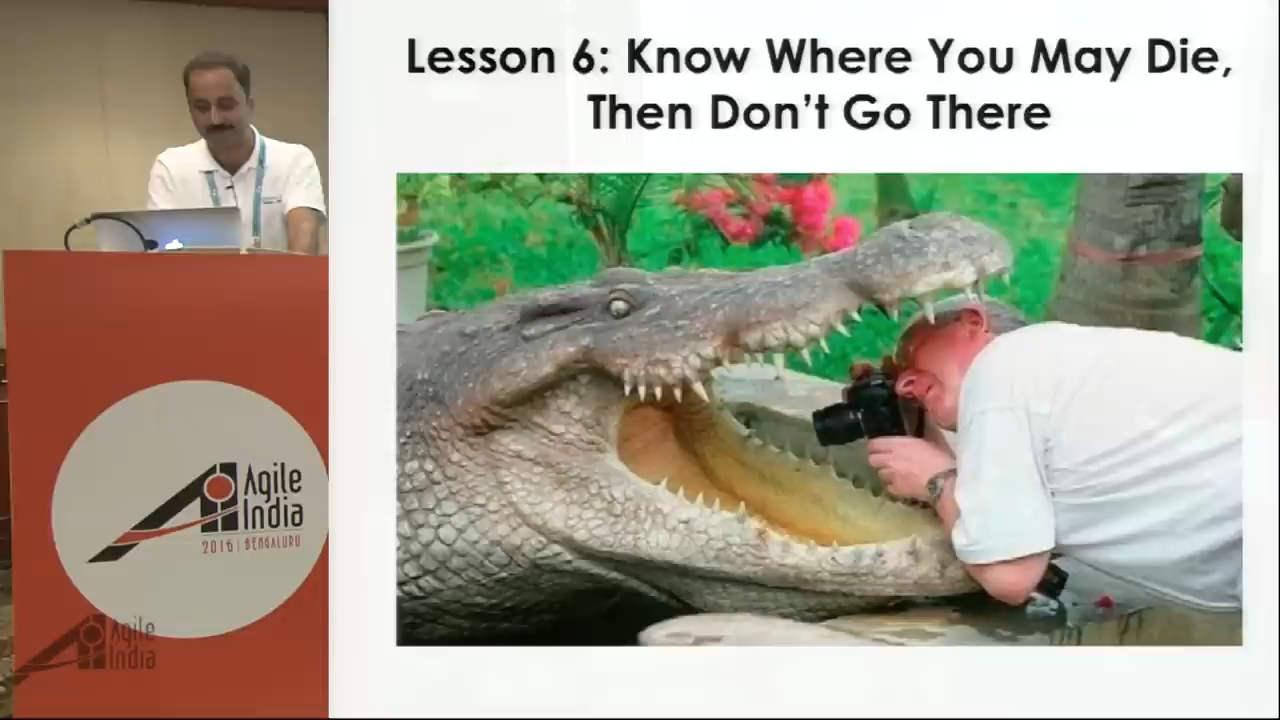 Lesson 6: Know Where You May Die,
Then Don't Go There
Agile
India
2016 | BENGALURU
Agile
India